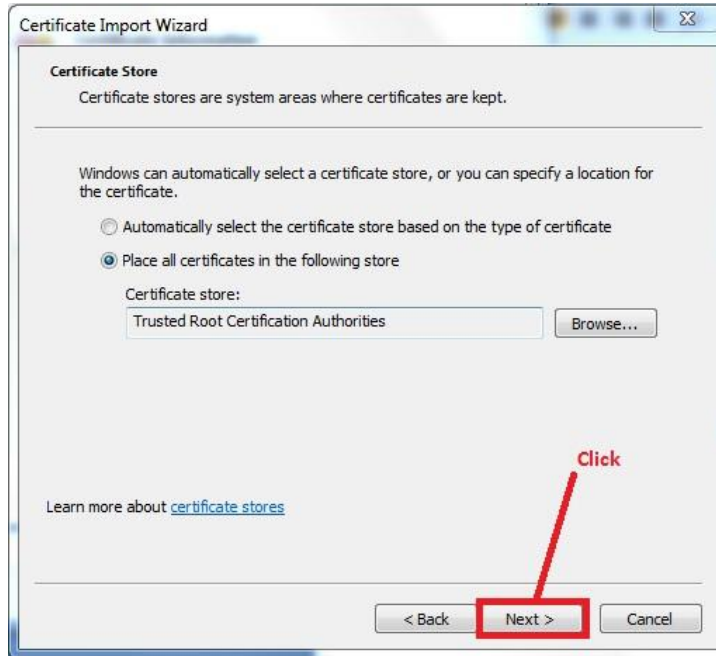 Certificate Import Wizard
Certificate Store
Certificate stores are system areas where certificates are kept.
Windows can automatically select a certificate store, or you can specify a location for
the certificate.
Automatically select the certificate store based on the type of certificate
Place all certificates in the following store
Certificate store:
Trusted Root Certification Authorities
Browse...
Click
Learn more about certificate stores
< Back
Next >
Cancel